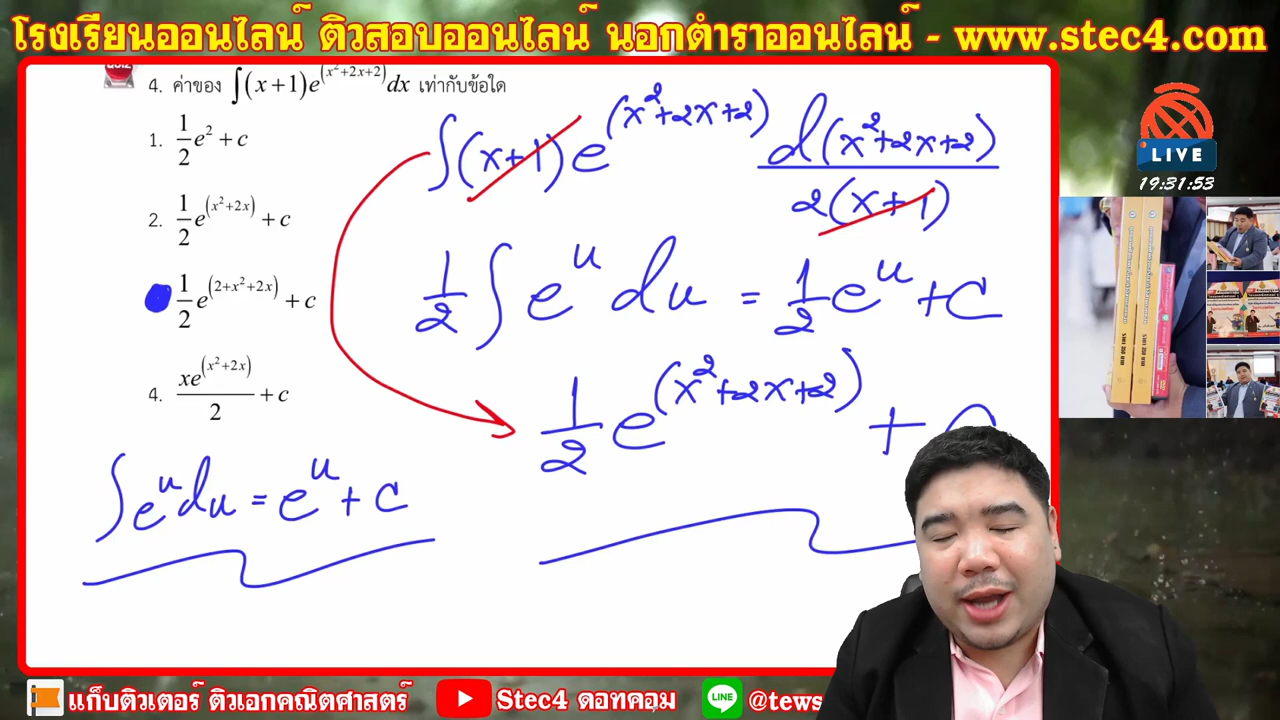 โรงเรียนออนไลน์ ติวสอบออนไลน์ นอกตำราออนไลน์ - www.stec4.com
QUIZ
4. ค่าของ ∫(x+1)e^(x²+2x+2)dx เท่ากับข้อใด
1. 1/2 e² + c
2. 1/2 e^(x²+2x) + c
1/2 e^(2+x²+2x) + c
4. xe^(x²+2x)/2 + c
∫(x+1)e^(x²+2x+2) d(x²+2x+2)/2(x+1)
1/2 ∫e^u du = 1/2 e^u + c
1/2 e^(x²+2x+2) + c
∫e^u du = e^u + c
LIVE
19:31:53
แก็บติวเตอร์ ติวเอกคณิตศาสตร์
Stec4 ดอทคอม
LINE
@tews